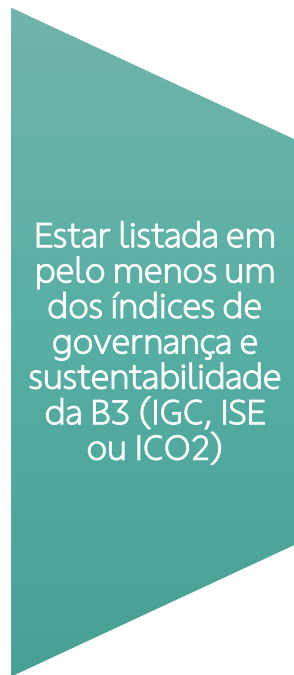 Estar listada em
pelo menos um
dos índices de
governança e
sustentabilidade
da B3 (IGC, ISE
ou ICO2)